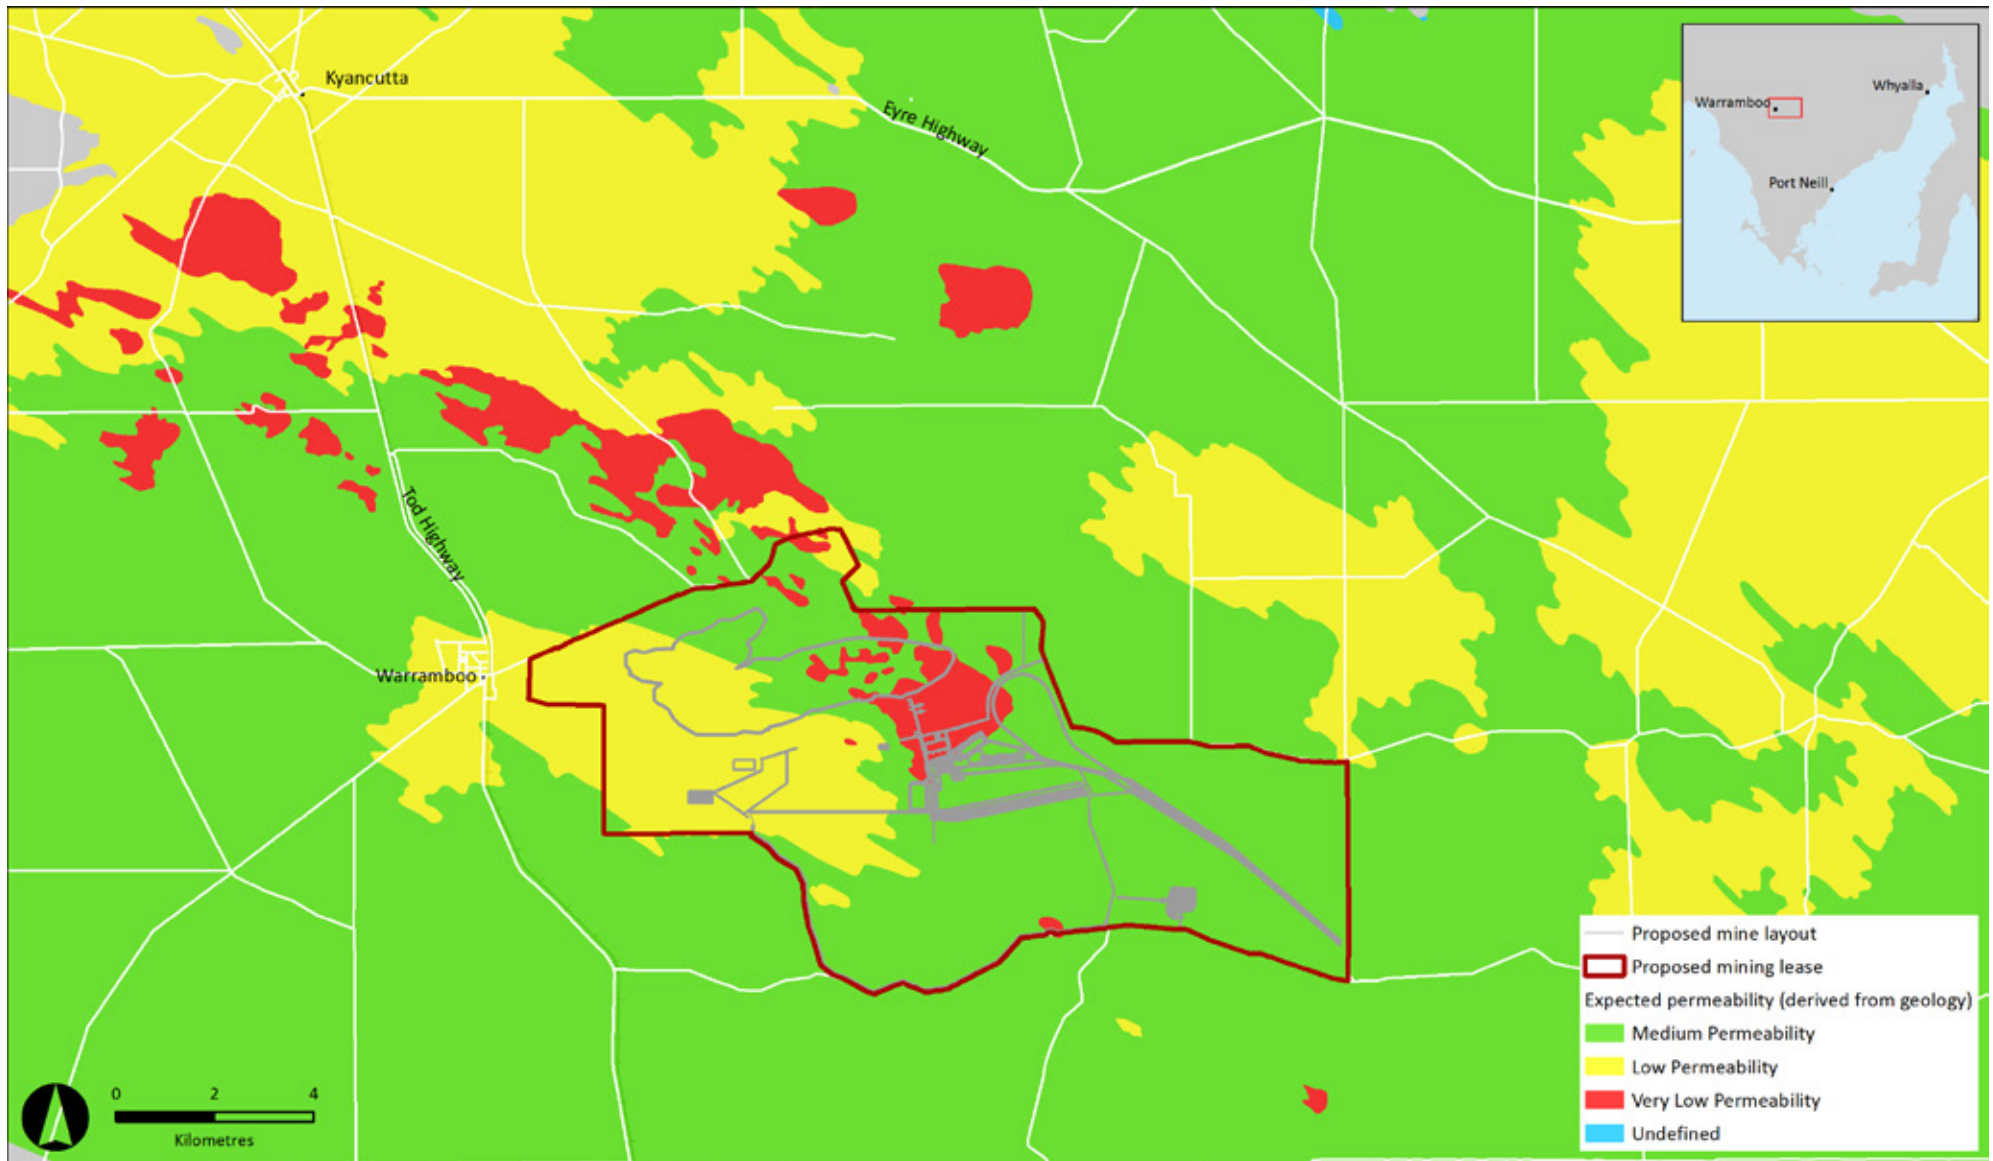 Kyancutta
Eyre Highway
Whyalla
Warramboo
Port Neill
Tod Highway
Warramboo
Proposed mine layout
Proposed mining lease
Expected permeability (derived from geology)
Medium Permeability
Low Permeability
Very Low Permeability
Undefined
0 2 4
Kilometres